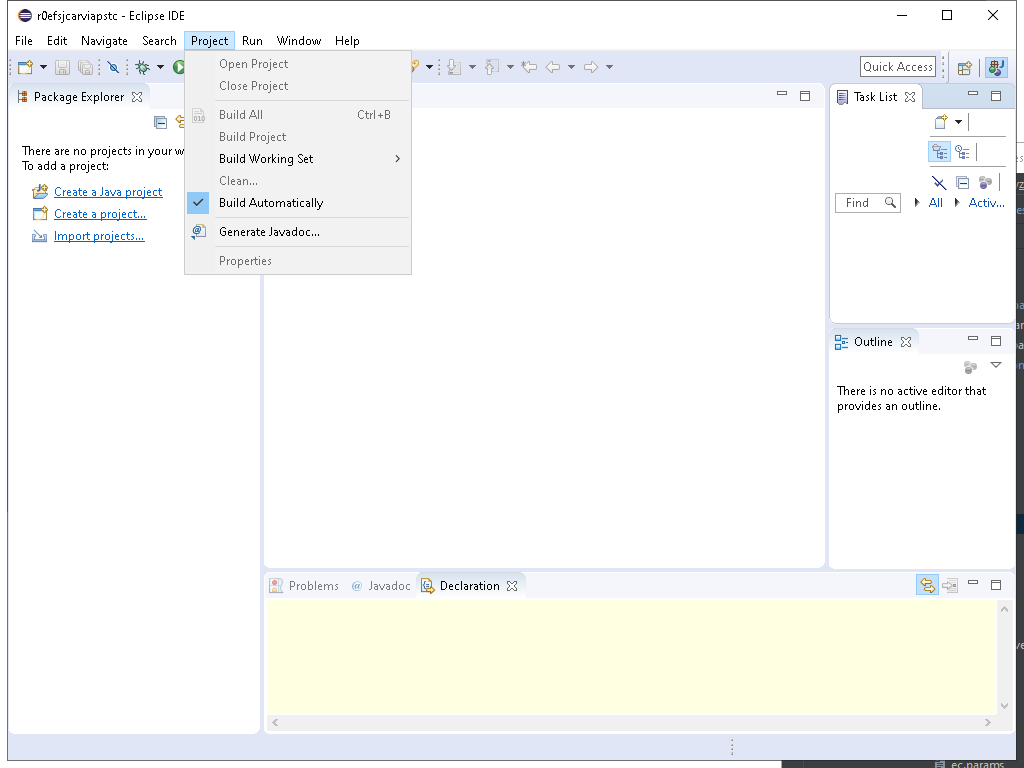 r0efsjcarviapstc - Eclipse IDE
File Edit Navigate Search Project Run Window Help
Quick Access
Open Project
Close Project
Build All Ctrl+B
Build Project
Build Working Set
Clean...
Build Automatically
Generate Javadoc...
Properties
Package Explorer
There are no projects in your w
To add a project:
Create a Java project
Create a project...
Import projects...
Task List
Find All Activ...
Outline
There is no active editor that
provides an outline.
Problems @ Javadoc Declaration
ec.params